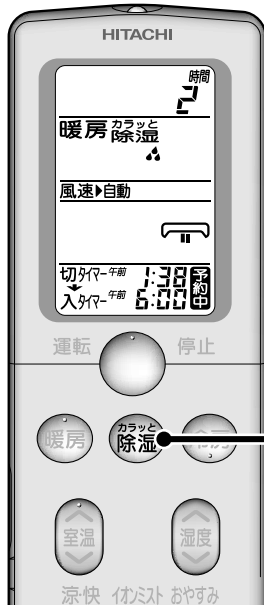 HITACHI
時間
2
暖房 カラッと除湿
風速▶自動
切タイマー午前 1:38 予約中
入タイマー午前 6:00
運転 停止
暖房 カラッと除湿 冷房
室温 湿度
涼・快 イオンミスト おやすみ